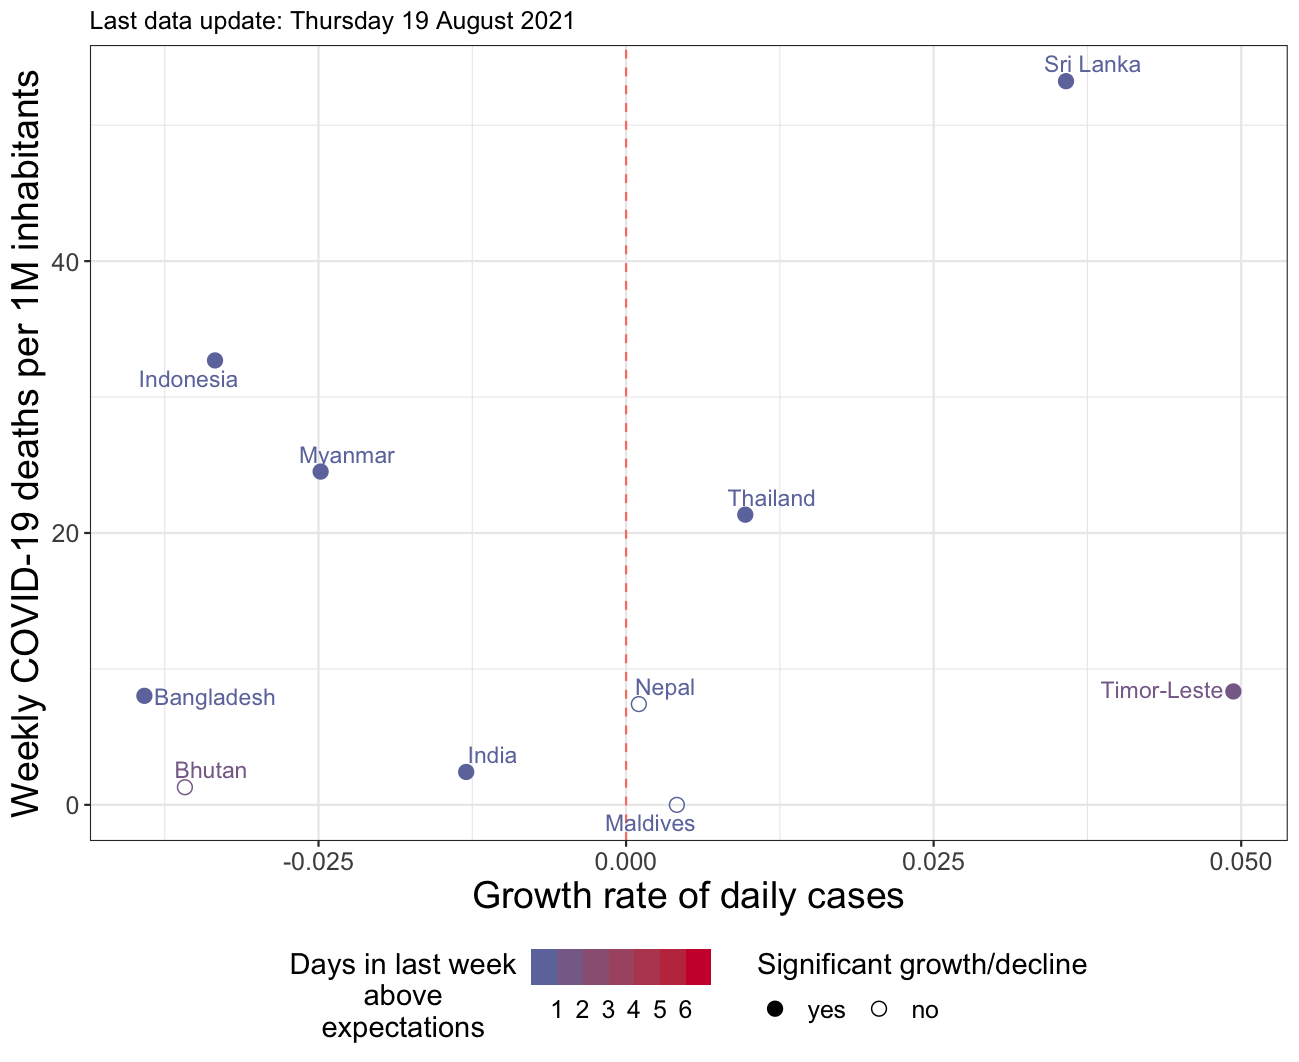 Last data update: Thursday 19 August 2021
Weekly COVID-19 deaths per 1M inhabitants
Sri Lanka
40
Indonesia
Myanmar
Thailand
20
Nepal
Timor-Leste
Bangladesh
India
Bhutan
0
Maldives
-0.025 0.000 0.025 0.050
Growth rate of daily cases
Days in last week
above
expectations
1 2 3 4 5 6
Significant growth/decline
yes no